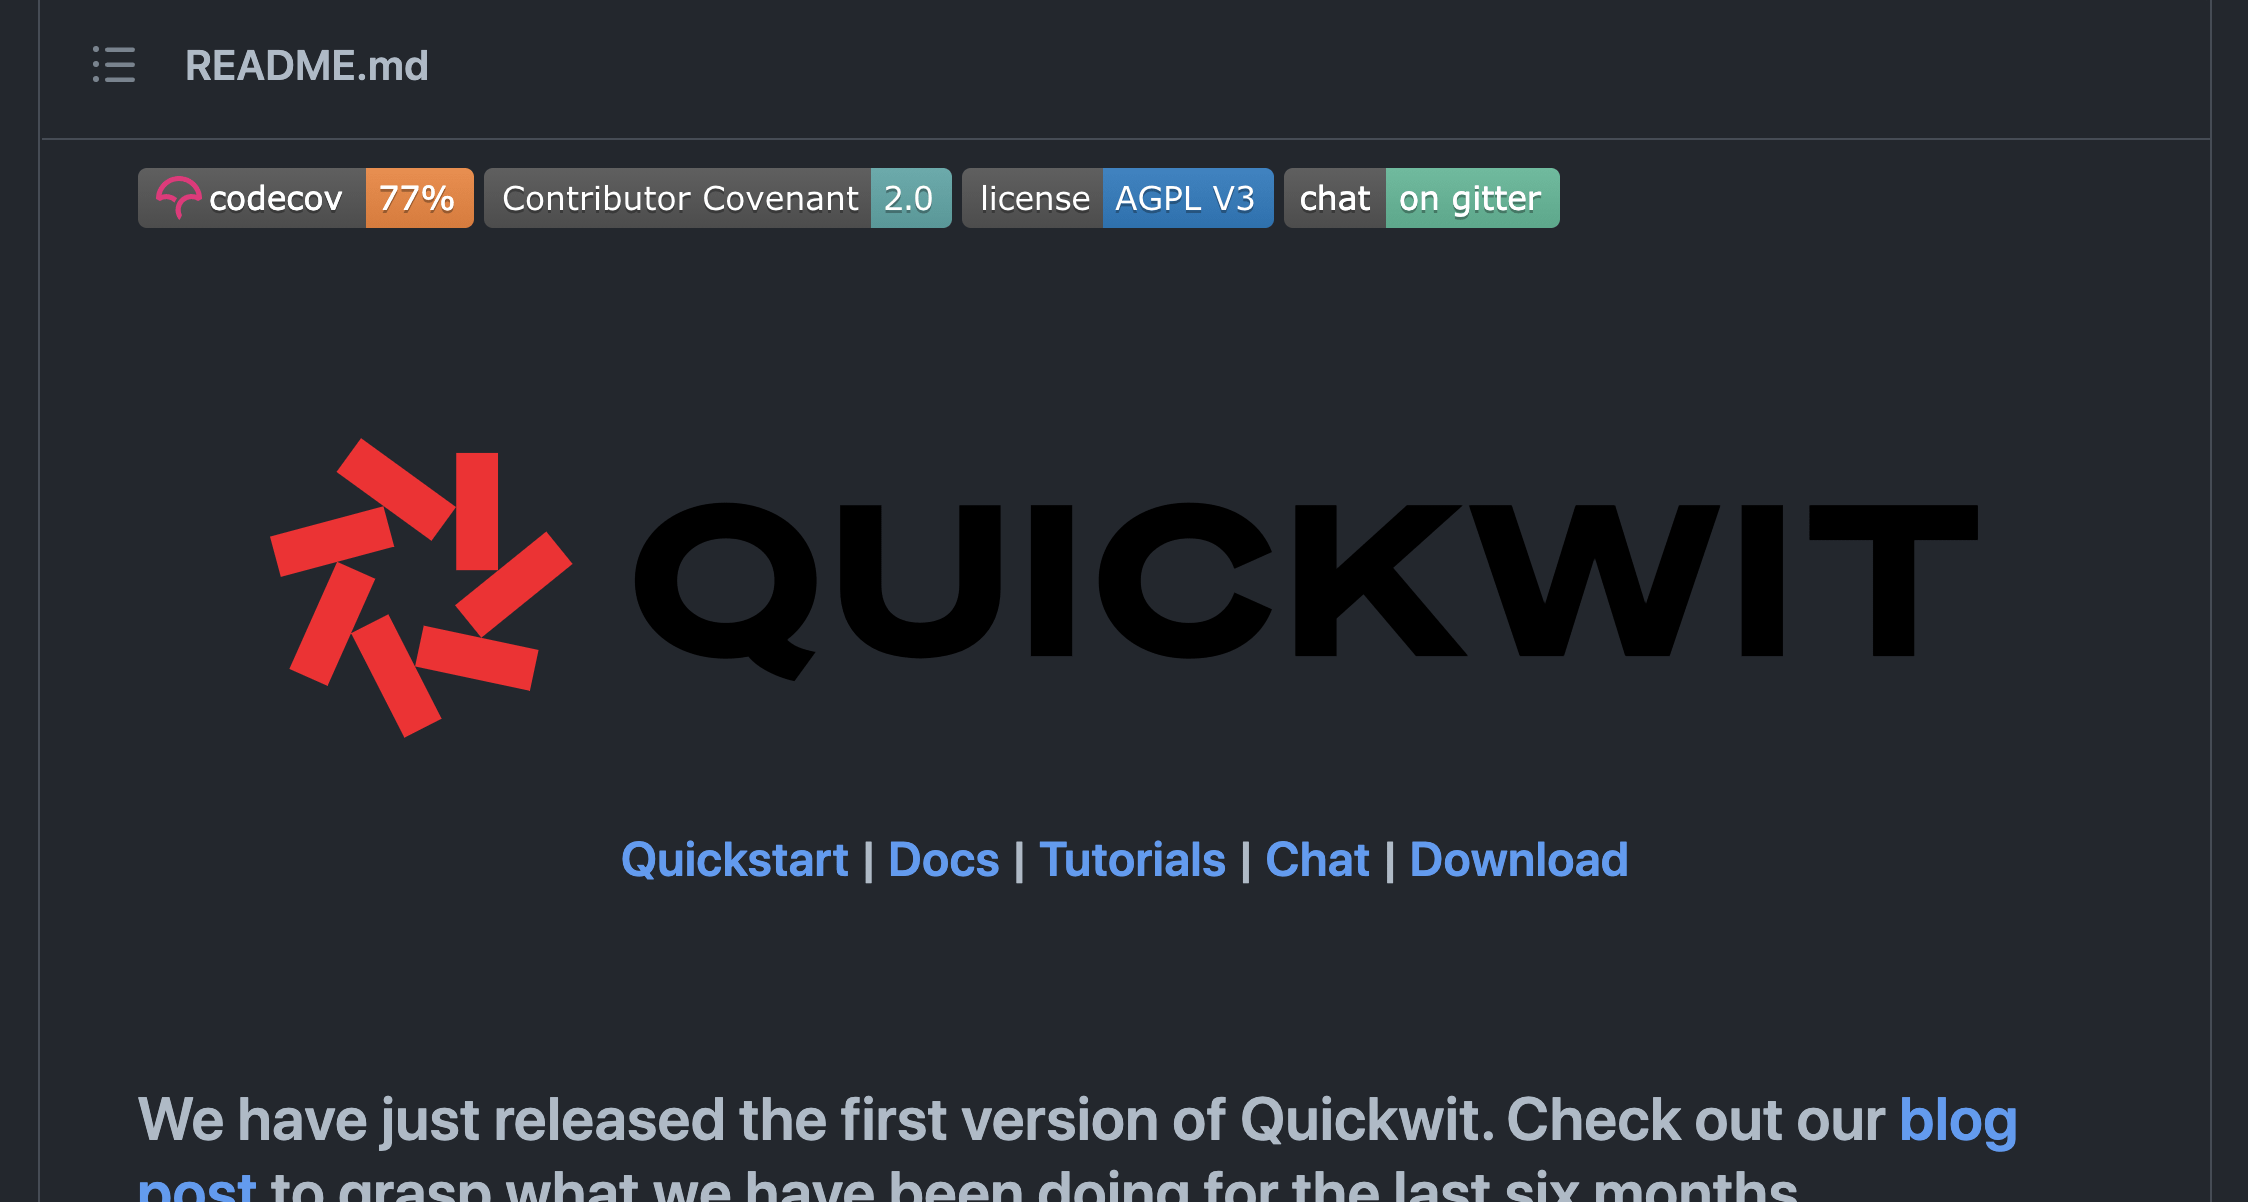 README.md
codecov 77% Contributor Covenant 2.0 license AGPL V3 chat on gitter
QUICKWIT
Quickstart | Docs | Tutorials | Chat | Download
We have just released the first version of Quickwit. Check out our blog
post to grasp what we have been doing for the last six months